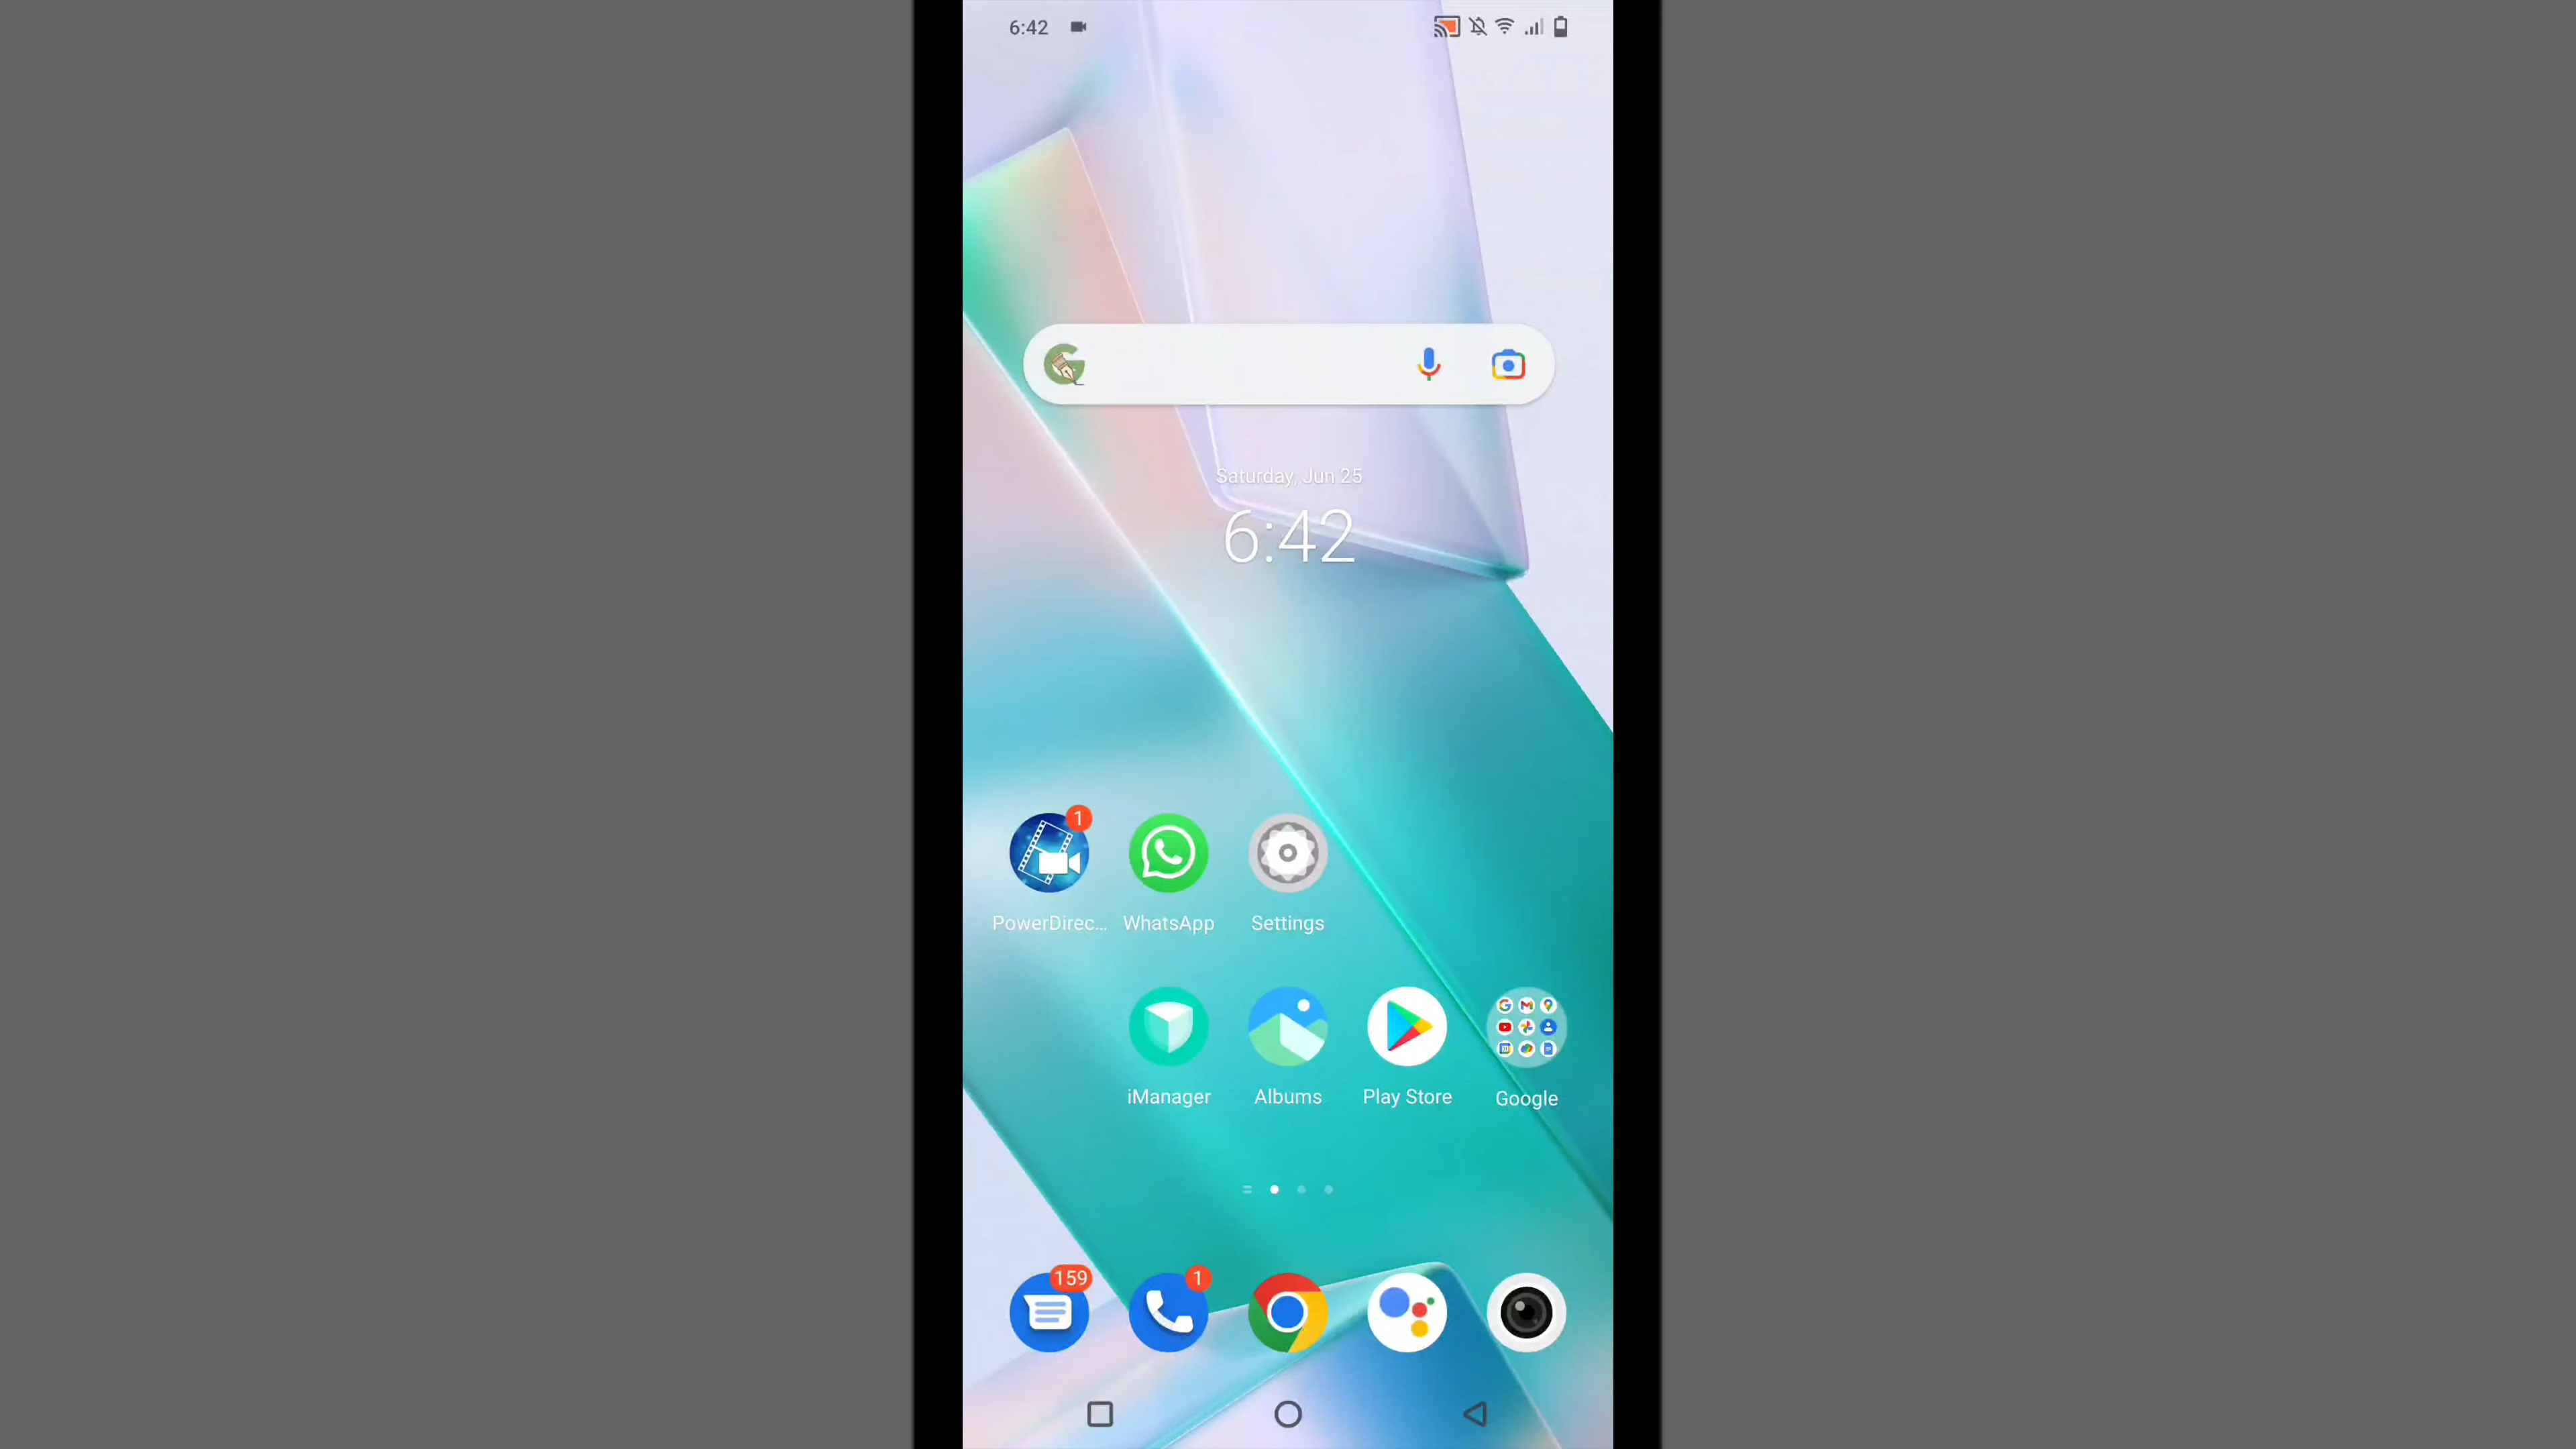 6:42
Saturday, Jun 25
6:42
1
PowerDirec...
WhatsApp
Settings
iManager
Albums
Play Store
Google
159
1